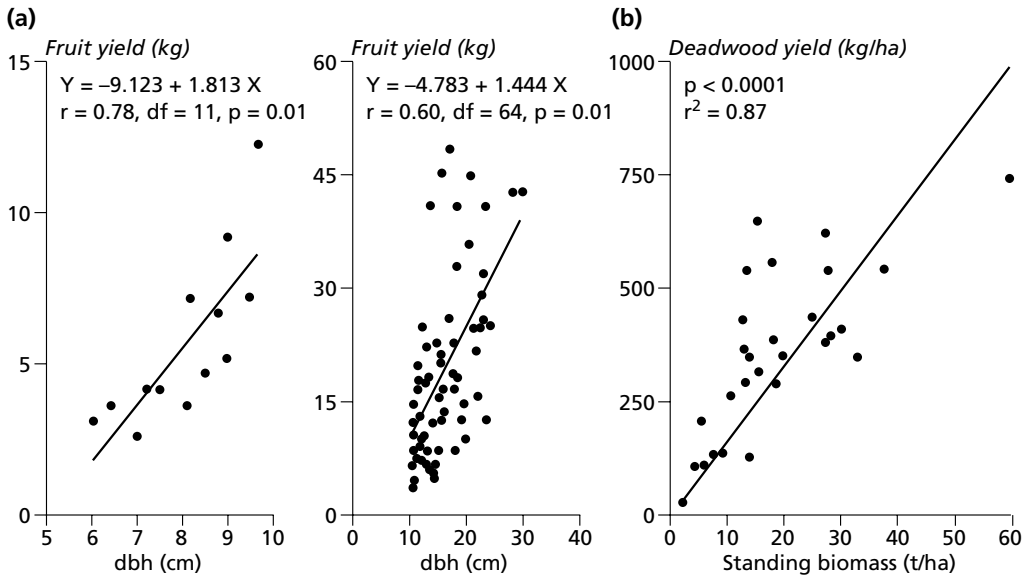 (a)
Fruit yield (kg)
15
10
5
0
Y = –9.123 + 1.813 X
r = 0.78, df = 11, p = 0.01
5 6 7 8 9 10
dbh (cm)
Fruit yield (kg)
60
45
30
15
0
Y = –4.783 + 1.444 X
r = 0.60, df = 64, p = 0.01
0 10 20 30 40
dbh (cm)
(b)
Deadwood yield (kg/ha)
1000
750
500
250
0
p < 0.0001
r² = 0.87
0 10 20 30 40 50 60
Standing biomass (t/ha)